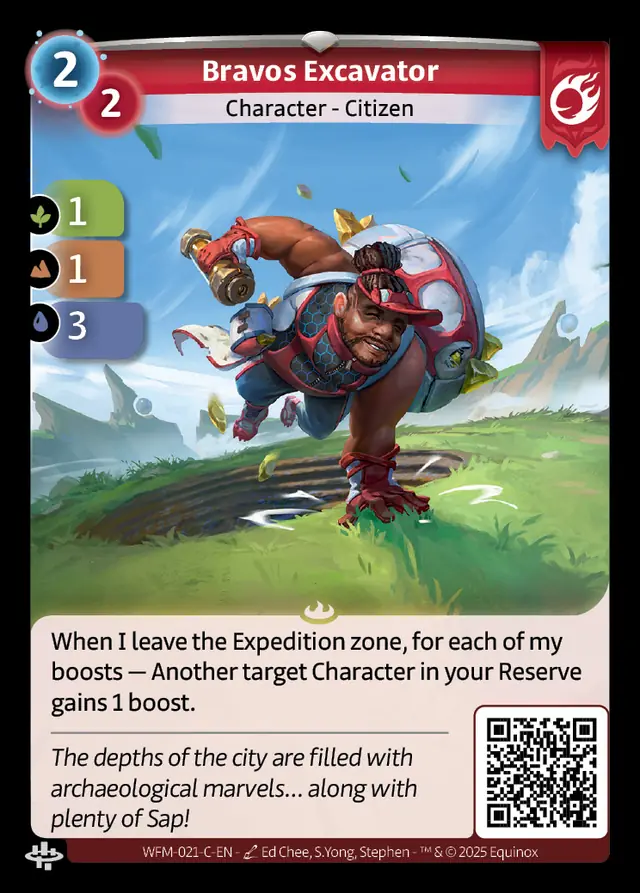 2
Bravos Excavator
2
Character - Citizen
1
1
3
When I leave the Expedition zone, for each of my
boosts — Another target Character in your Reserve
gains 1 boost.
The depths of the city are filled with
archaeological marvels... along with
plenty of Sap!
WFM-021-C-EN - Ed Chee, S.Yong, Stephen - ™ & © 2025 Equinox